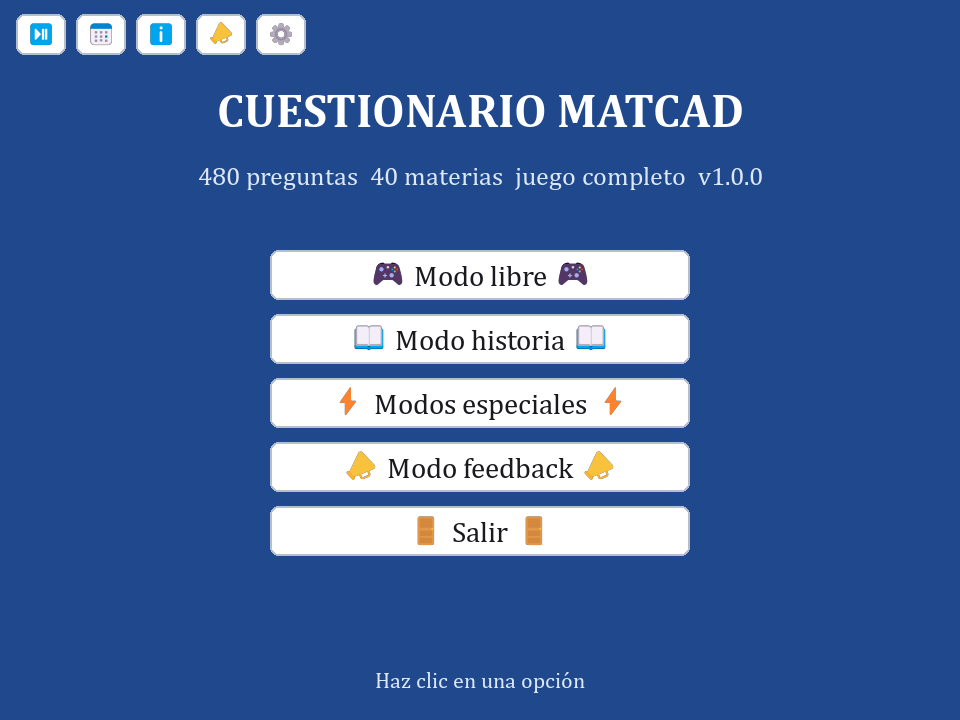 CUESTIONARIO MATCAD
480 preguntas  40 materias  juego completo  v1.0.0
Modo libre
Modo historia
Modos especiales
Modo feedback
Salir
Haz clic en una opción